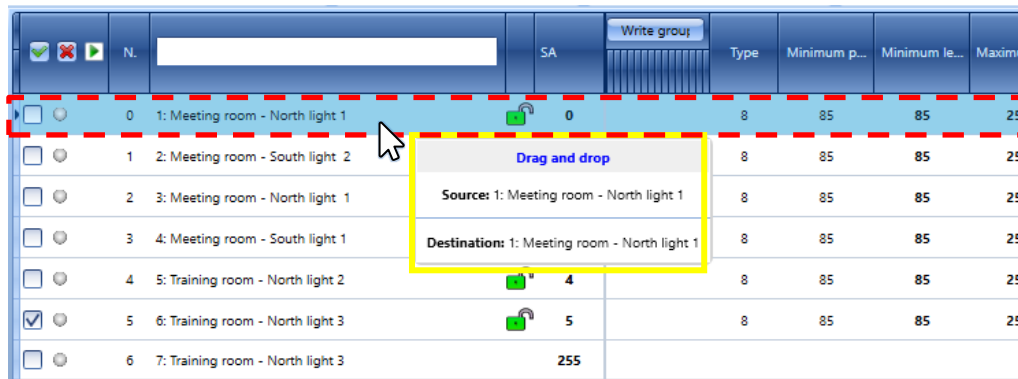 Write group
N. SA Type Minimum p... Minimum le... Maxim
0 1: Meeting room - North light 1 0 8 85 85 25
1 2: Meeting room - South light 2 8 85 85 25
2 3: Meeting room - North light 1 8 85 85 25
3 4: Meeting room - South light 1 8 85 85 25
4 5: Training room - North light 2 4 8 85 85 25
5 6: Training room - North light 3 5 8 85 85 25
6 7: Training room - North light 3 255
Drag and drop
Source: 1: Meeting room - North light 1
Destination: 1: Meeting room - North light 1